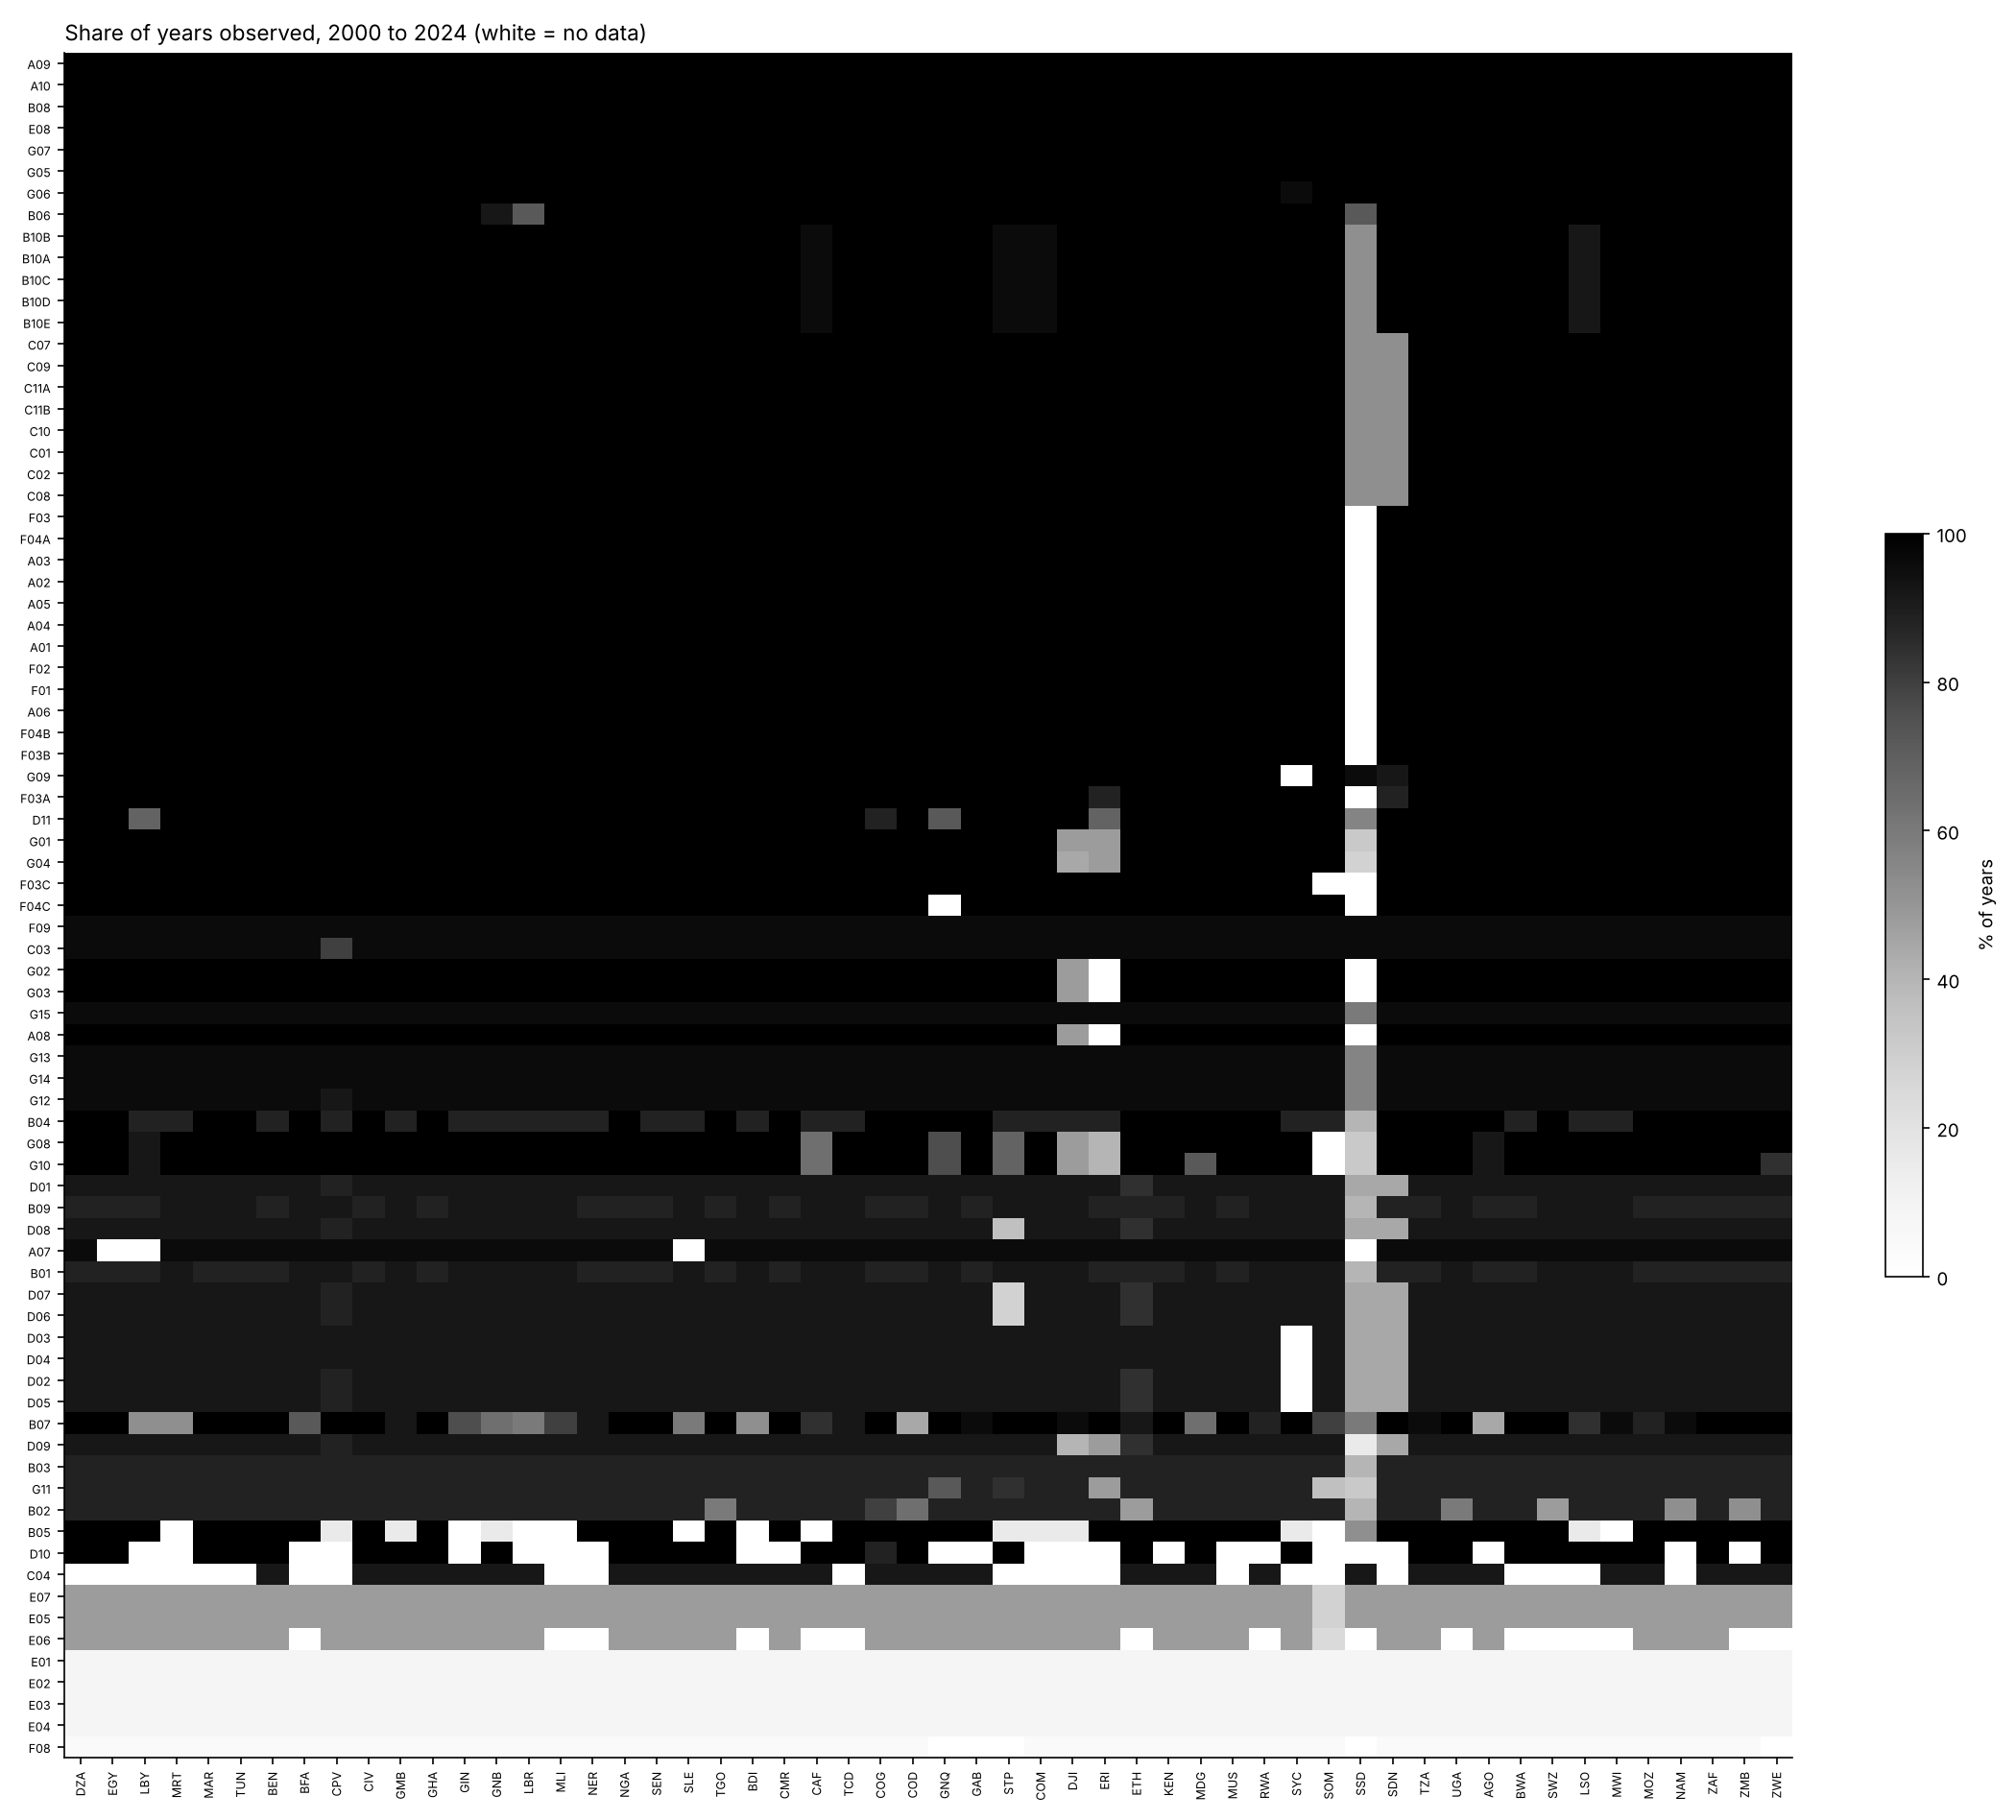 Share of years observed, 2000 to 2024 (white = no data)
A09
A10
B08
E08
G07
G05
G06
B06
B10B
B10A
B10C
B10D
B10E
C07
C09
C11A
C11B
C10
C01
C02
C08
F03
F04A
A03
A02
A05
A04
A01
F02
F01
A06
F04B
F03B
G09
F03A
D11
G01
G04
F03C
F04C
F09
C03
G02
G03
G15
A08
G13
G14
G12
B04
G08
G10
D01
B09
D08
A07
B01
D07
D06
D03
D04
D02
D05
B07
D09
B03
G11
B02
B05
D10
C04
E07
E05
E06
E01
E02
E03
E04
F08
DZA EGY LBY MRT MAR TUN BEN BFA CPV CIV GMB GHA GIN GNB LBR MLI NER NGA SEN SLE TGO BDI CMR CAF TCD COG COD GNQ GAB STP COM DJI ERI ETH KEN MDG MUS RWA SYC SOM SSD SDN TZA UGA AGO BWA SWZ LSO MWI MOZ NAM ZAF ZMB ZWE
100
80
60
40
20
0
% of years